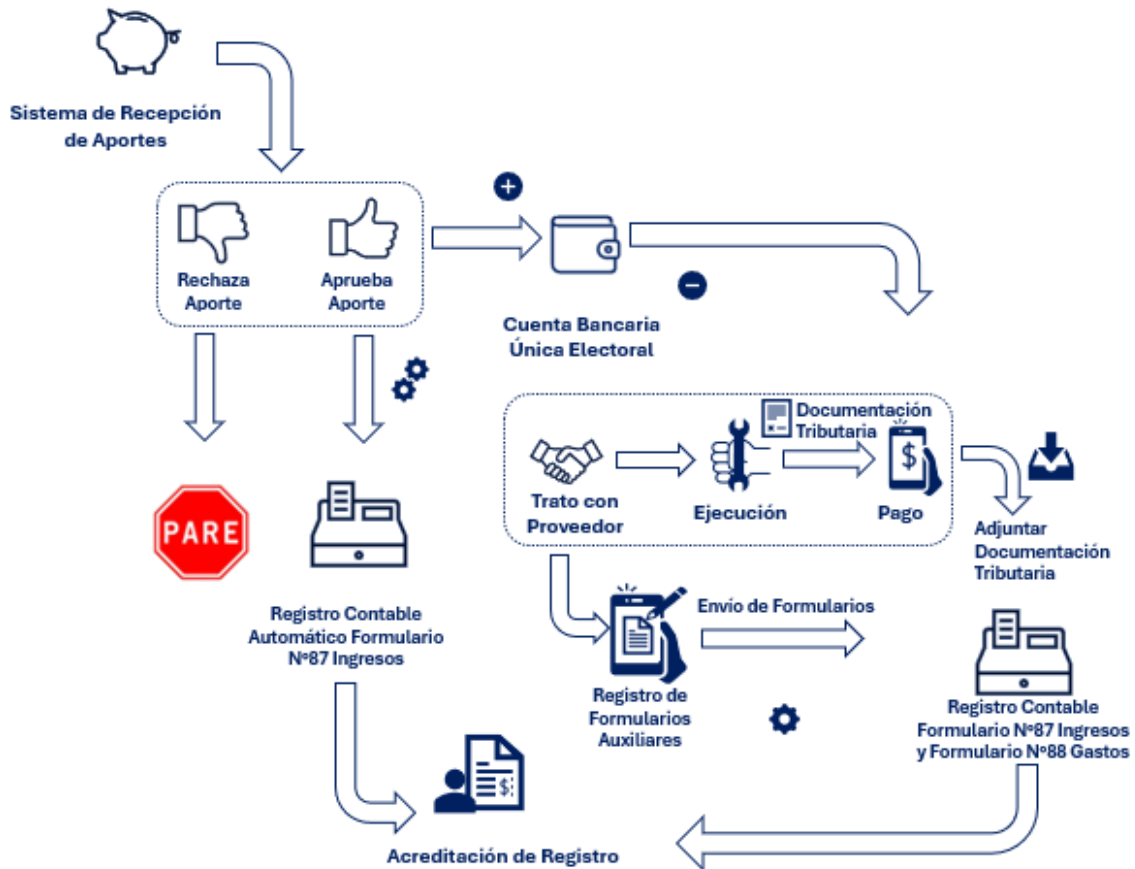 Sistema de Recepción
de Aportes
Rechaza
Aporte
Aprueba
Aporte
Cuenta Bancaria
Única Electoral
PARE
Registro Contable
Automático Formulario
Nº87 Ingresos
Trato con
Proveedor
Ejecución
Documentación
Tributaria
$
Pago
Adjuntar
Documentación
Tributaria
Registro de
Formularios
Auxiliares
Envío de Formularios
Registro Contable
Formulario Nº87 Ingresos
y Formulario Nº88 Gastos
$
Acreditación de Registro